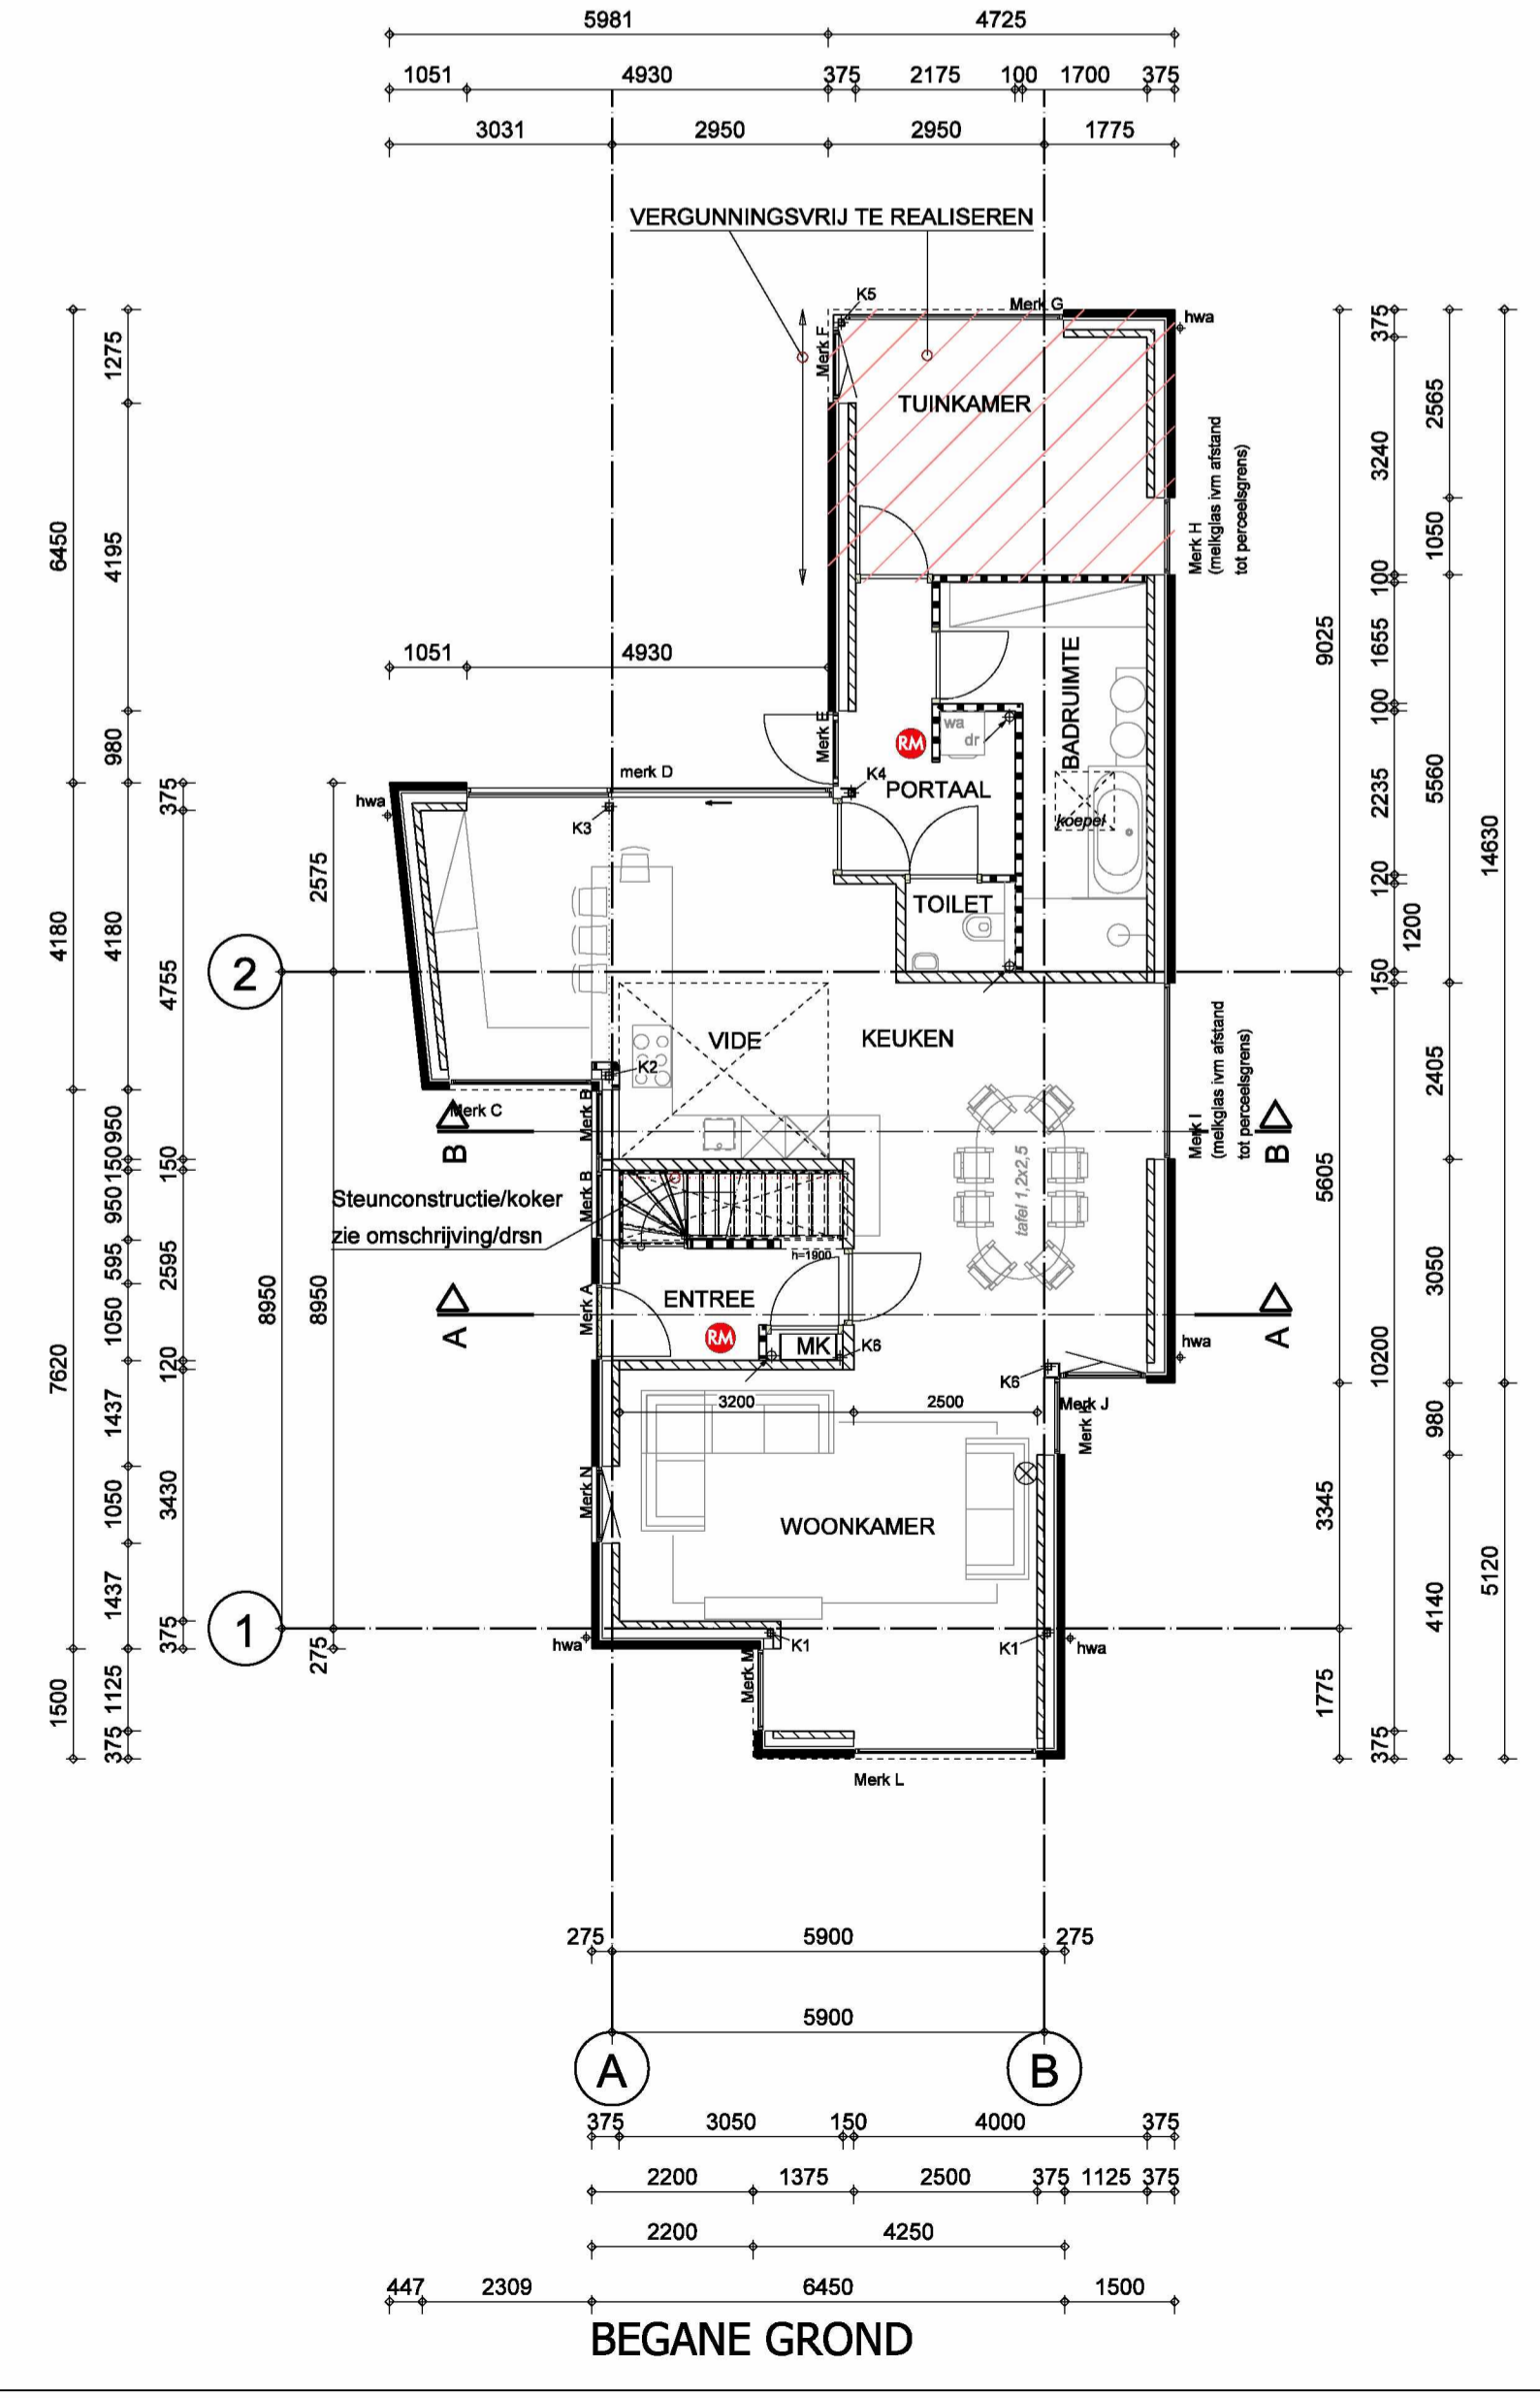 5981 4725
1051 4930 375 2175 100 1700 375
3031 2950 2950 1775
VERGUNNINGSVRIJ TE REALISEREN
K5
Merk G
hwa
Merk F
TUINKAMER
Merk H
(melkglas ivm afstand
tot perceelsgrens)
1051 4930
BADRUIMTE
wa
dr
RM
Merk E
merk D
K4
PORTAAL
hwa
koepel
K3
TOILET
2
VIDE
KEUKEN
K2
Merk C
Merk B
Merk I
(melkglas ivm afstand
tot perceelsgrens)
B
B
Merk B
tafel 1,2x2,5
Steunconstructie/koker
zie omschrijving/drsn
h=1900
ENTREE
Merk A
A
A
RM
MK
K6
hwa
K6
3200 2500
Merk J
Merk K
Merk N
WOONKAMER
1
hwa
K1
K1
hwa
Merk M
Merk L
6450
4180
7620
1500
1275
4195
980
4180
950
150
950
595
1050
1437
1050
1437
1125
375
375
4755
150
2595
120
3430
375
8950
2575
8950
275
9025
5605
3345
1775
375
3240
100
1655
100
2235
120
1200
150
10200
375
2565
1050
5560
2405
3050
980
4140
14630
5120
275 5900 275
5900
A B
375 3050 150 4000 375
2200 1375 2500 375 1125 375
2200 4250
447 2309 6450 1500
BEGANE GROND